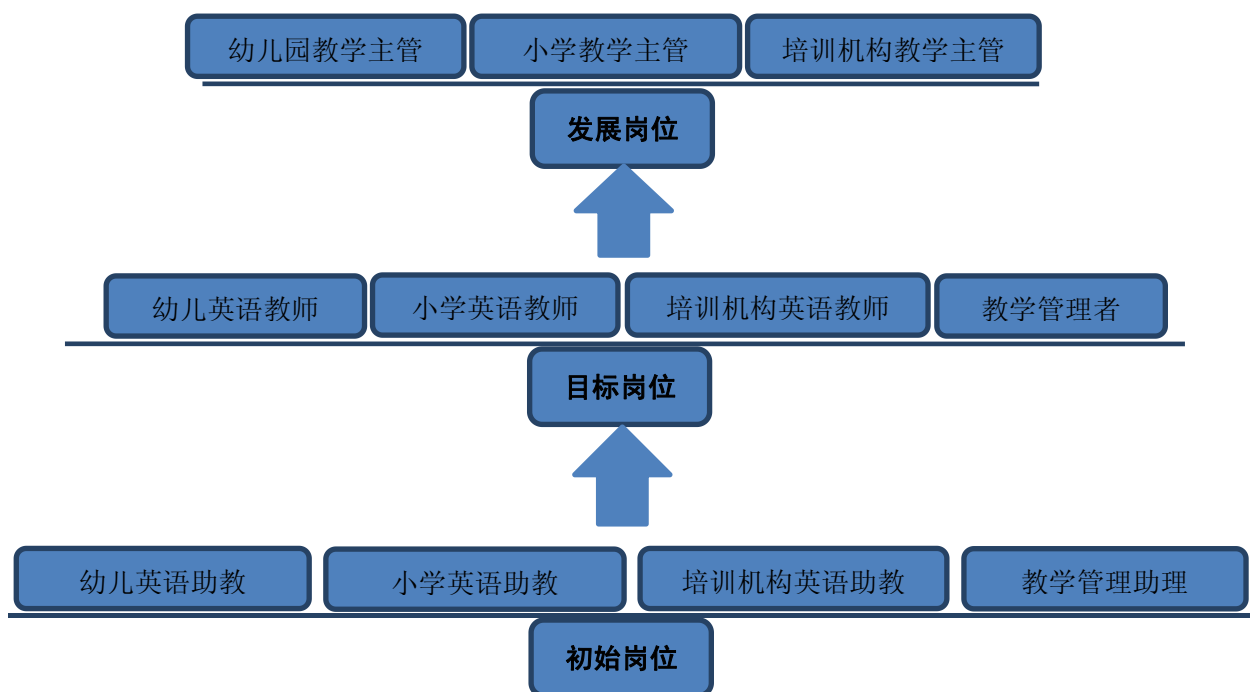 幼儿园教学主管 小学教学主管 培训机构教学主管
发展岗位
幼儿英语教师 小学英语教师 培训机构英语教师 教学管理者
目标岗位
幼儿英语助教 小学英语助教 培训机构英语助教 教学管理助理
初始岗位